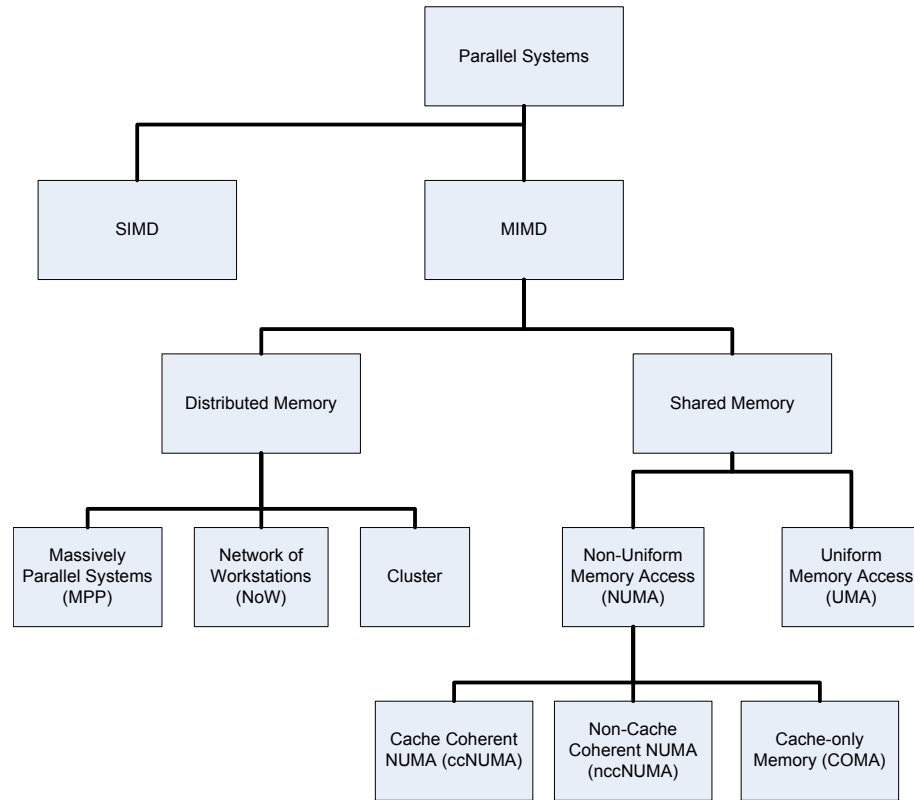 Parallel Systems
SIMD
MIMD
Distributed Memory
Shared Memory
Massively
Parallel Systems
(MPP)
Network of
Workstations
(NoW)
Cluster
Non-Uniform
Memory Access
(NUMA)
Uniform
Memory Access
(UMA)
Cache Coherent
NUMA (ccNUMA)
Non-Cache
Coherent NUMA
(nccNUMA)
Cache-only
Memory (COMA)